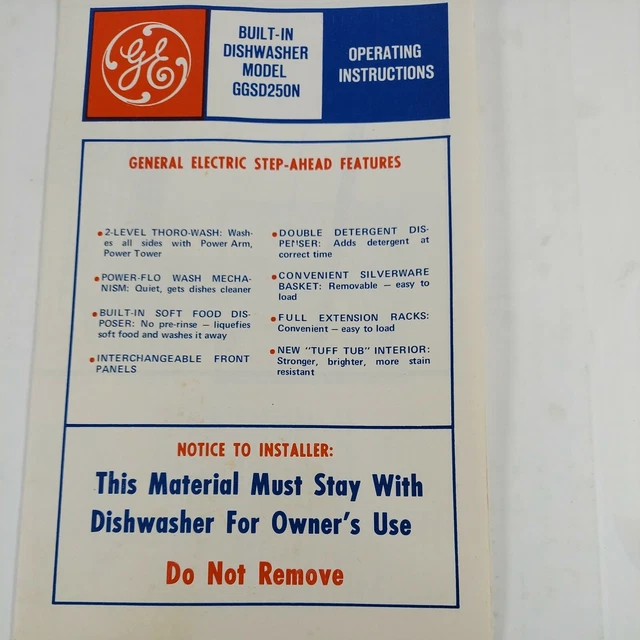 GE
BUILT-IN
DISHWASHER
MODEL
GGSD250N
OPERATING
INSTRUCTIONS
GENERAL ELECTRIC STEP-AHEAD FEATURES
• 2-LEVEL THORO-WASH: Wash-
es all sides with Power Arm,
Power Tower
• POWER-FLO WASH MECHA-
NISM: Quiet, gets dishes cleaner
• BUILT-IN SOFT FOOD DIS-
POSER: No pre-rinse — liquefies
soft food and washes it away
• INTERCHANGEABLE FRONT
PANELS
• DOUBLE DETERGENT DIS-
PENSER: Adds detergent at
correct time
• CONVENIENT SILVERWARE
BASKET: Removable — easy to
load
• FULL EXTENSION RACKS:
Convenient — easy to load
• NEW "TUFF TUB" INTERIOR:
Stronger, brighter, more stain
resistant
NOTICE TO INSTALLER:
This Material Must Stay With
Dishwasher For Owner's Use
Do Not Remove